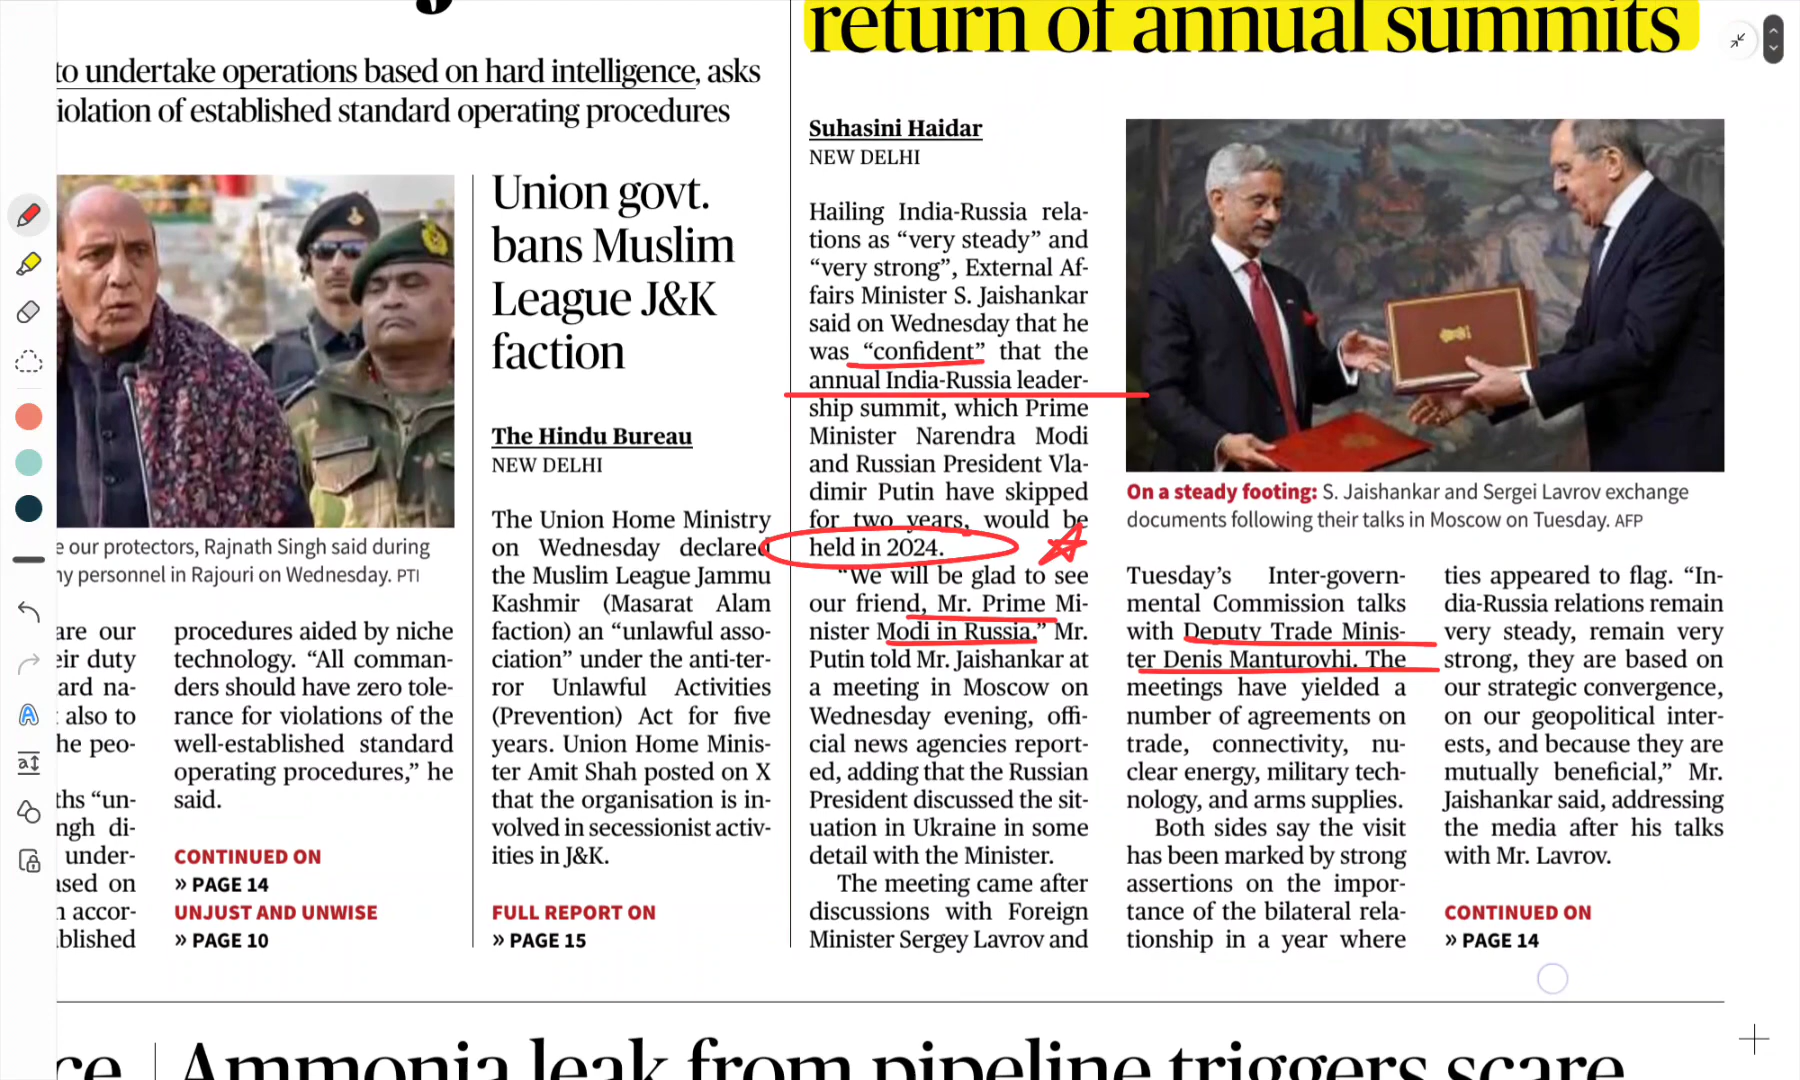 return of annual summits
to undertake operations based on hard intelligence, asks
iolation of established standard operating procedures
e our protectors, Rajnath Singh said during
ny personnel in Rajouri on Wednesday. PTI
are our
eir duty
ard na-
also to
he peo-
ths “un-
ngh di-
under-
ased on
n accor-
blished
procedures aided by niche
technology. “All comman-
ders should have zero tole-
rance for violations of the
well-established standard
operating procedures,” he
said.
CONTINUED ON
» PAGE 14
UNJUST AND UNWISE
» PAGE 10
Union govt.
bans Muslim
League J&K
faction
The Hindu Bureau
NEW DELHI
The Union Home Ministry
on Wednesday declared
the Muslim League Jammu
Kashmir (Masarat Alam
faction) an “unlawful asso-
ciation” under the anti-ter-
ror Unlawful Activities
(Prevention) Act for five
years. Union Home Minis-
ter Amit Shah posted on X
that the organisation is in-
volved in secessionist activ-
ities in J&K.
FULL REPORT ON
» PAGE 15
Suhasini Haidar
NEW DELHI
Hailing India-Russia rela-
tions as “very steady” and
“very strong”, External Af-
fairs Minister S. Jaishankar
said on Wednesday that he
was “confident” that the
annual India-Russia leader-
ship summit, which Prime
Minister Narendra Modi
and Russian President Vla-
dimir Putin have skipped
for two years, would be
held in 2024.
“We will be glad to see
our friend, Mr. Prime Mi-
nister Modi in Russia.” Mr.
Putin told Mr. Jaishankar at
a meeting in Moscow on
Wednesday evening, offi-
cial news agencies report-
ed, adding that the Russian
President discussed the sit-
uation in Ukraine in some
detail with the Minister.
The meeting came after
discussions with Foreign
Minister Sergey Lavrov and
On a steady footing: S. Jaishankar and Sergei Lavrov exchange
documents following their talks in Moscow on Tuesday. AFP
Tuesday’s Inter-govern-
mental Commission talks
with Deputy Trade Minis-
ter Denis Manturovhi. The
meetings have yielded a
number of agreements on
trade, connectivity, nu-
clear energy, military tech-
nology, and arms supplies.
Both sides say the visit
has been marked by strong
assertions on the impor-
tance of the bilateral rela-
tionship in a year where
ties appeared to flag. “In-
dia-Russia relations remain
very steady, remain very
strong, they are based on
our strategic convergence,
on our geopolitical inter-
ests, and because they are
mutually beneficial,” Mr.
Jaishankar said, addressing
the media after his talks
with Mr. Lavrov.
CONTINUED ON
» PAGE 14
ce
Ammonia leak from pipeline triggers scare